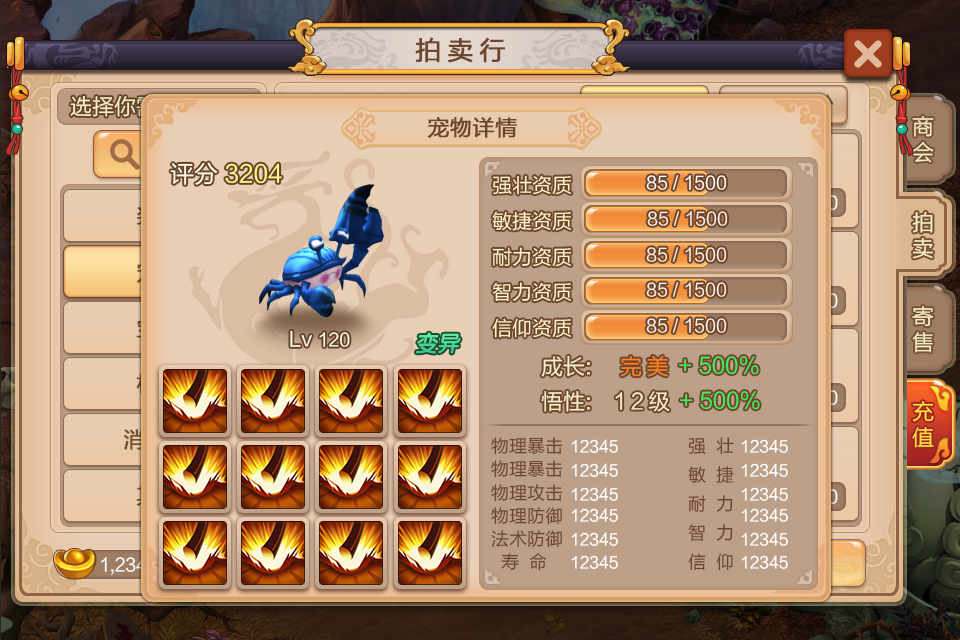 拍卖行
选择你
宠物详情
商会
评分 3204
强壮资质 85 / 1500
敏捷资质 85 / 1500
耐力资质 85 / 1500
智力资质 85 / 1500
信仰资质 85 / 1500
拍卖
寄售
充值
Lv 120
变异
成长: 完美 + 500%
悟性: 12级 + 500%
物理暴击 12345 强 壮 12345
物理暴击 12345 敏 捷 12345
物理攻击 12345 耐 力 12345
物理防御 12345 智 力 12345
法术防御 12345 信 仰 12345
寿 命 12345 12345
消
1,234